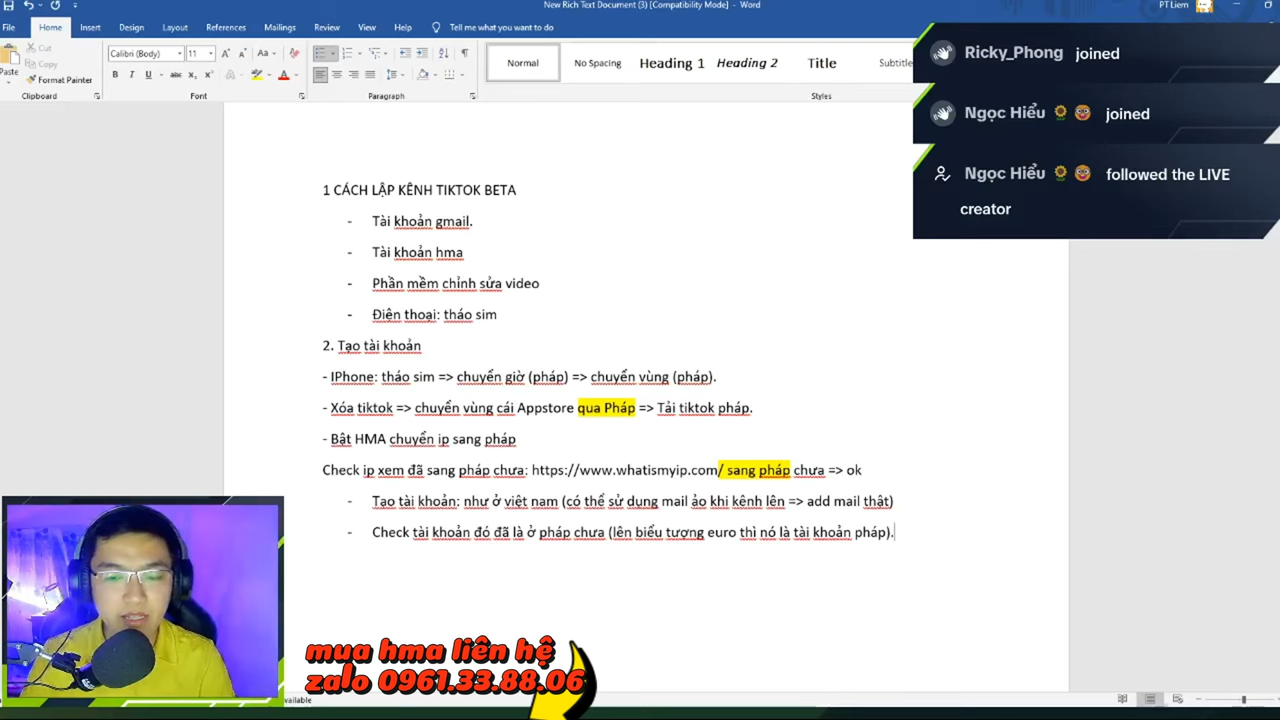 New Rich Text Document (3) [Compatibility Mode] - Word
PT Liem
File Home Insert Design Layout References Mailings Review View Help Tell me what you want to do
Cut
Copy
Paste
Format Painter
Calibri (Body) 11
Normal No Spacing Heading 1 Heading 2 Title Subtitle
Clipboard Font Paragraph Styles
Ricky_Phong joined
Ngọc Hiểu joined
Ngọc Hiểu followed the LIVE
creator
1 CÁCH LẬP KÊNH TIKTOK BETA
- Tài khoản gmail.
- Tài khoản hma
- Phần mềm chỉnh sửa video
- Điện thoại: tháo sim
2. Tạo tài khoản
- IPhone: tháo sim => chuyển giờ (pháp) => chuyển vùng (pháp).
- Xóa tiktok => chuyển vùng cái Appstore qua Pháp => Tải tiktok pháp.
- Bật HMA chuyển ip sang pháp
Check ip xem đã sang pháp chưa: https://www.whatismyip.com/ sang pháp chưa => ok
- Tạo tài khoản: như ở việt nam (có thể sử dụng mail ảo khi kênh lên => add mail thật)
- Check tài khoản đó đã là ở pháp chưa (lên biểu tượng euro thì nó là tài khoản pháp).
mua hma liên hệ
zalo 0961.33.88.06